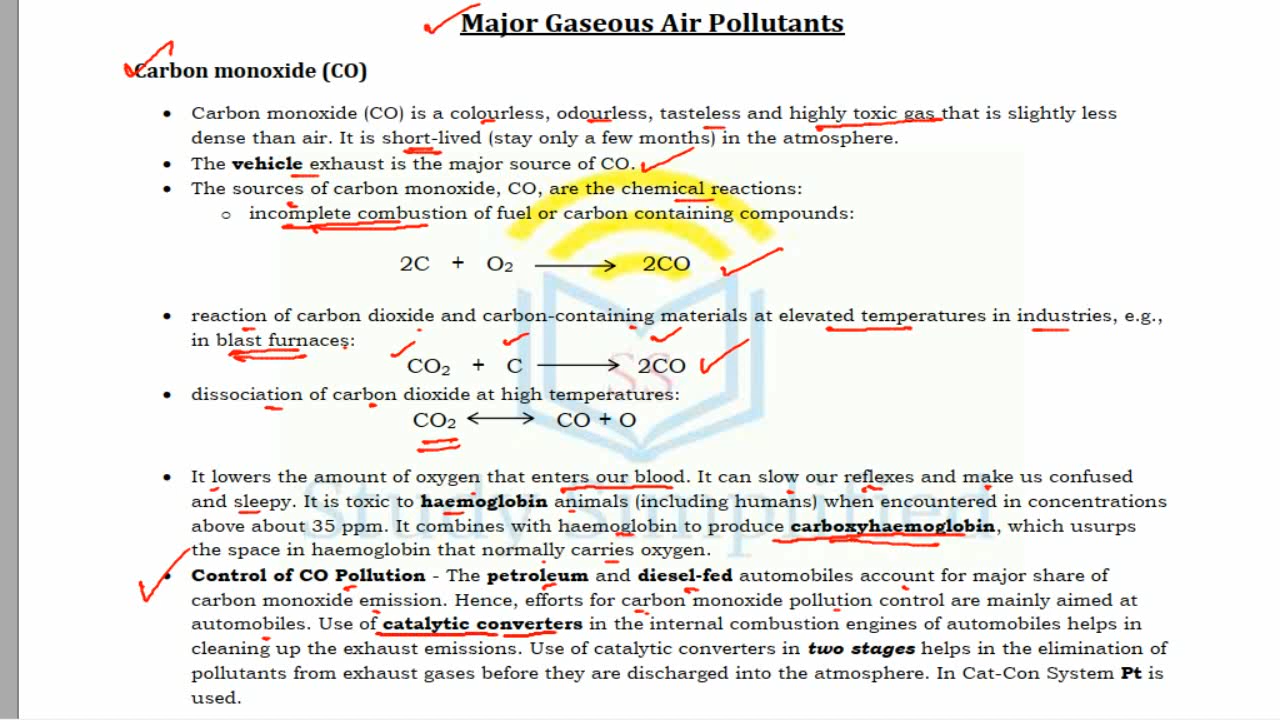 Major Gaseous Air Pollutants
Carbon monoxide (CO)
• Carbon monoxide (CO) is a colourless, odourless, tasteless and highly toxic gas that is slightly less
dense than air. It is short-lived (stay only a few months) in the atmosphere.
• The vehicle exhaust is the major source of CO.
• The sources of carbon monoxide, CO, are the chemical reactions:
o incomplete combustion of fuel or carbon containing compounds:
2C + O₂ ⟶ 2CO
• reaction of carbon dioxide and carbon-containing materials at elevated temperatures in industries, e.g.,
in blast furnaces:
CO₂ + C ⟶ 2CO
SS
• dissociation of carbon dioxide at high temperatures:
CO₂ ⟷ CO + O
• It lowers the amount of oxygen that enters our blood. It can slow our reflexes and make us confused
and sleepy. It is toxic to haemoglobin animals (including humans) when encountered in concentrations
above about 35 ppm. It combines with haemoglobin to produce carboxyhaemoglobin, which usurps
the space in haemoglobin that normally carries oxygen.
Study Simplified
• Control of CO Pollution - The petroleum and diesel-fed automobiles account for major share of
carbon monoxide emission. Hence, efforts for carbon monoxide pollution control are mainly aimed at
automobiles. Use of catalytic converters in the internal combustion engines of automobiles helps in
cleaning up the exhaust emissions. Use of catalytic converters in two stages helps in the elimination of
pollutants from exhaust gases before they are discharged into the atmosphere. In Cat-Con System Pt is
used.